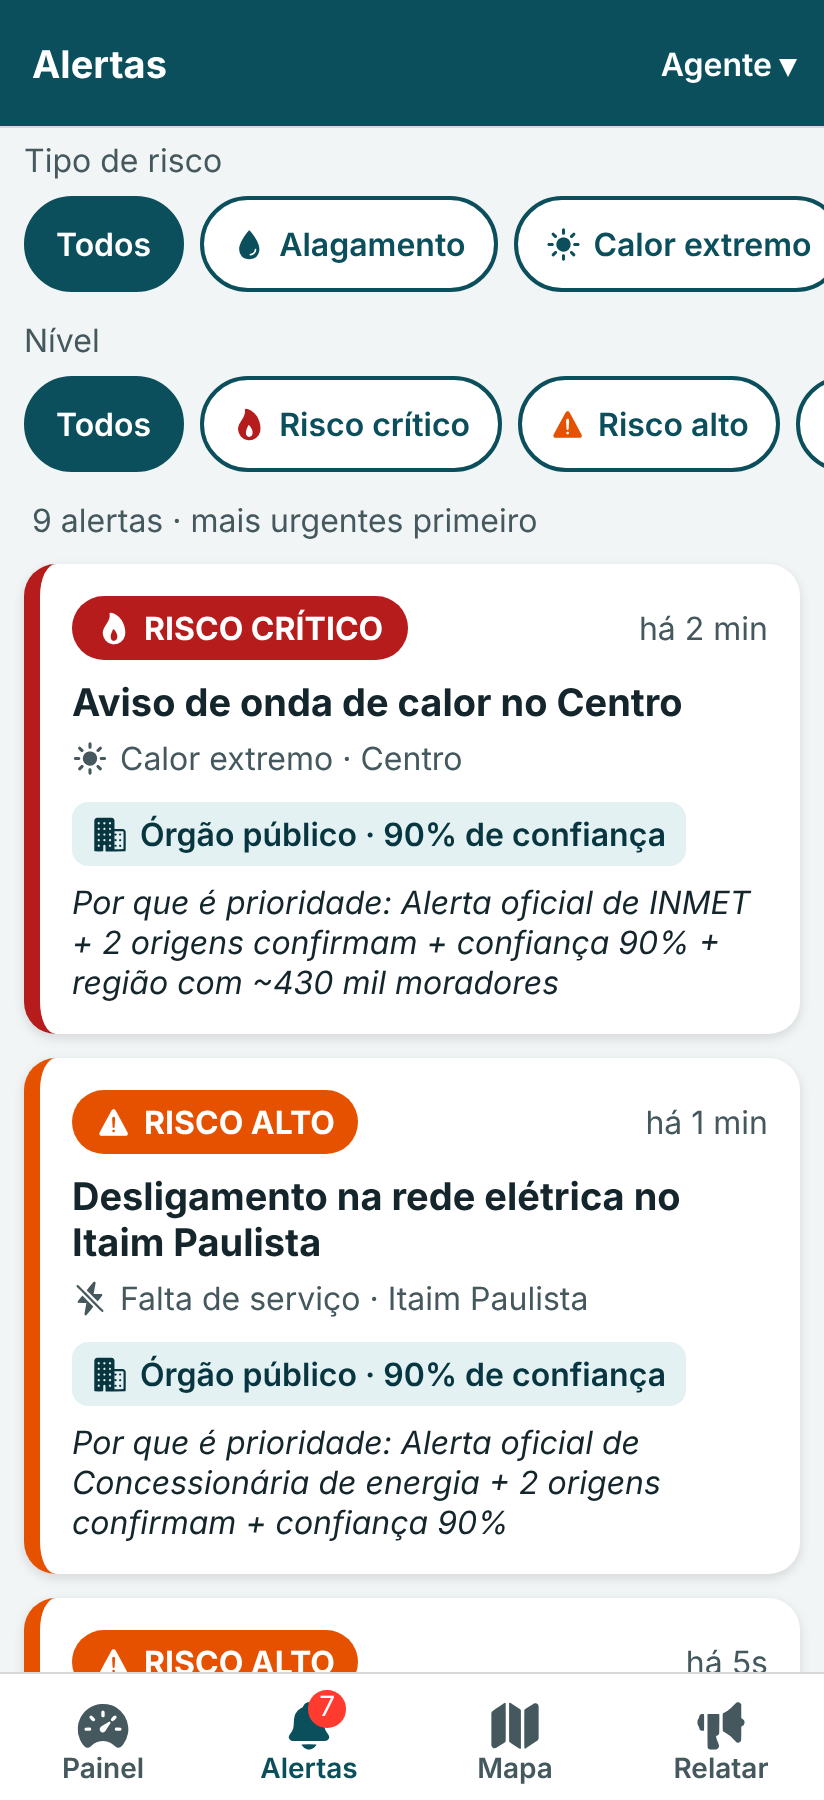 Alertas
Agente ▼
Tipo de risco
Todos
Alagamento
Calor extremo
Nível
Todos
Risco crítico
Risco alto
9 alertas · mais urgentes primeiro
RISCO CRÍTICO
há 2 min
Aviso de onda de calor no Centro
Calor extremo · Centro
Órgão público · 90% de confiança
Por que é prioridade: Alerta oficial de INMET
+ 2 origens confirmam + confiança 90% +
região com ~430 mil moradores
RISCO ALTO
há 1 min
Desligamento na rede elétrica no
Itaim Paulista
Falta de serviço · Itaim Paulista
Órgão público · 90% de confiança
Por que é prioridade: Alerta oficial de
Concessionária de energia + 2 origens
confirmam + confiança 90%
RISCO ALTO
há 5s
7
Painel
Alertas
Mapa
Relatar